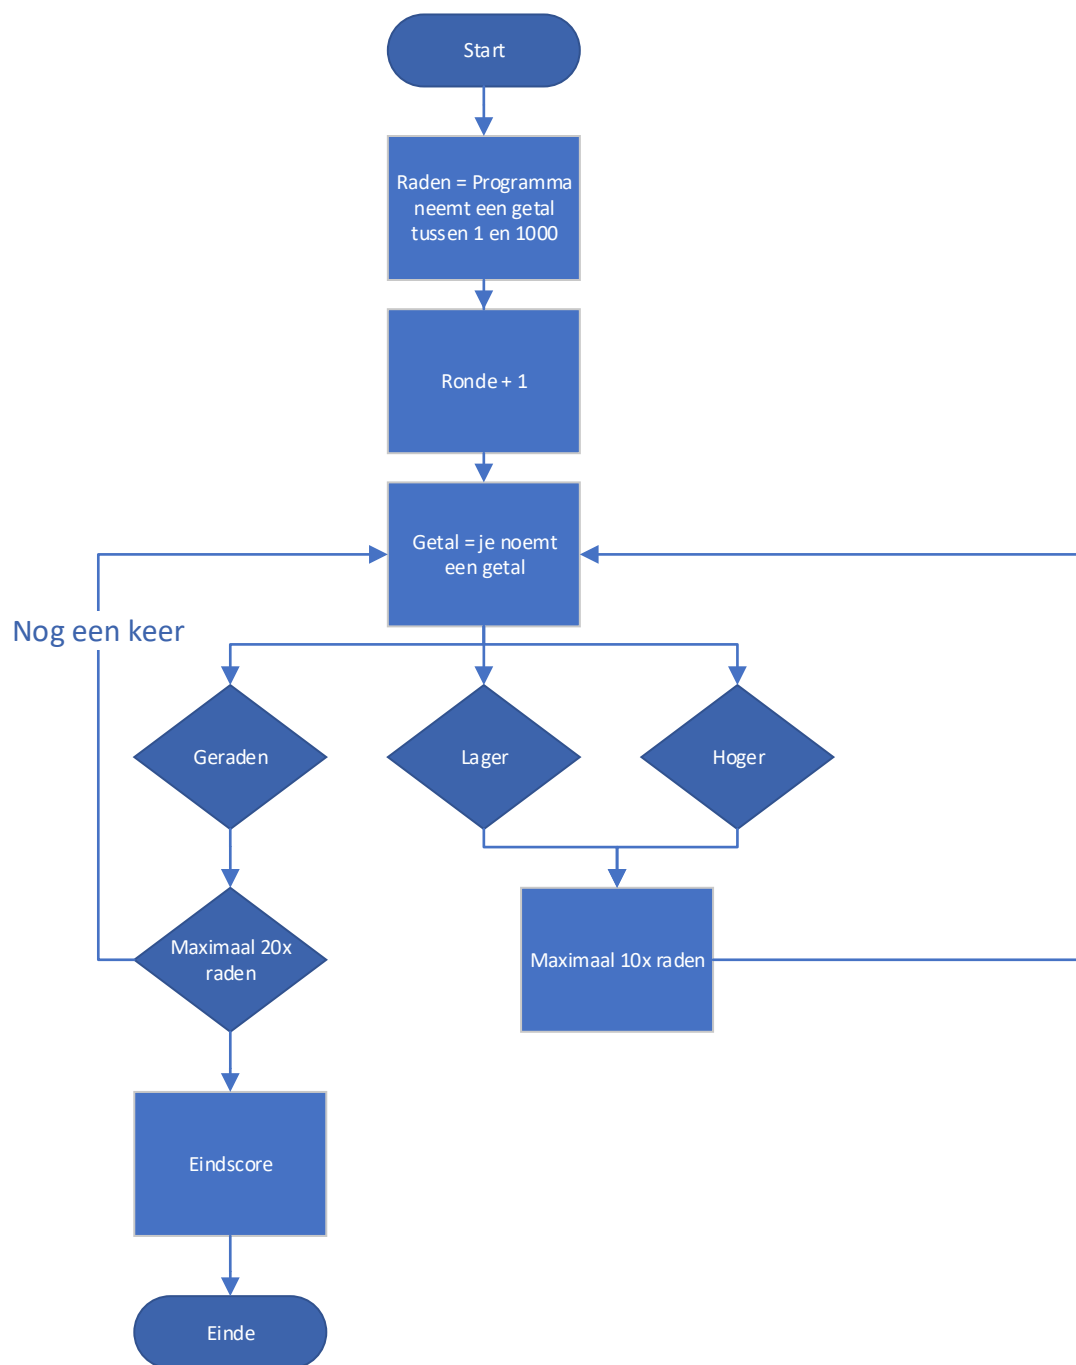 Start
Raden = Programma
neemt een getal
tussen 1 en 1000
Ronde + 1
Getal = je noemt
een getal
Nog een keer
Geraden
Lager
Hoger
Maximaal 20x
raden
Maximaal 10x raden
Eindscore
Einde